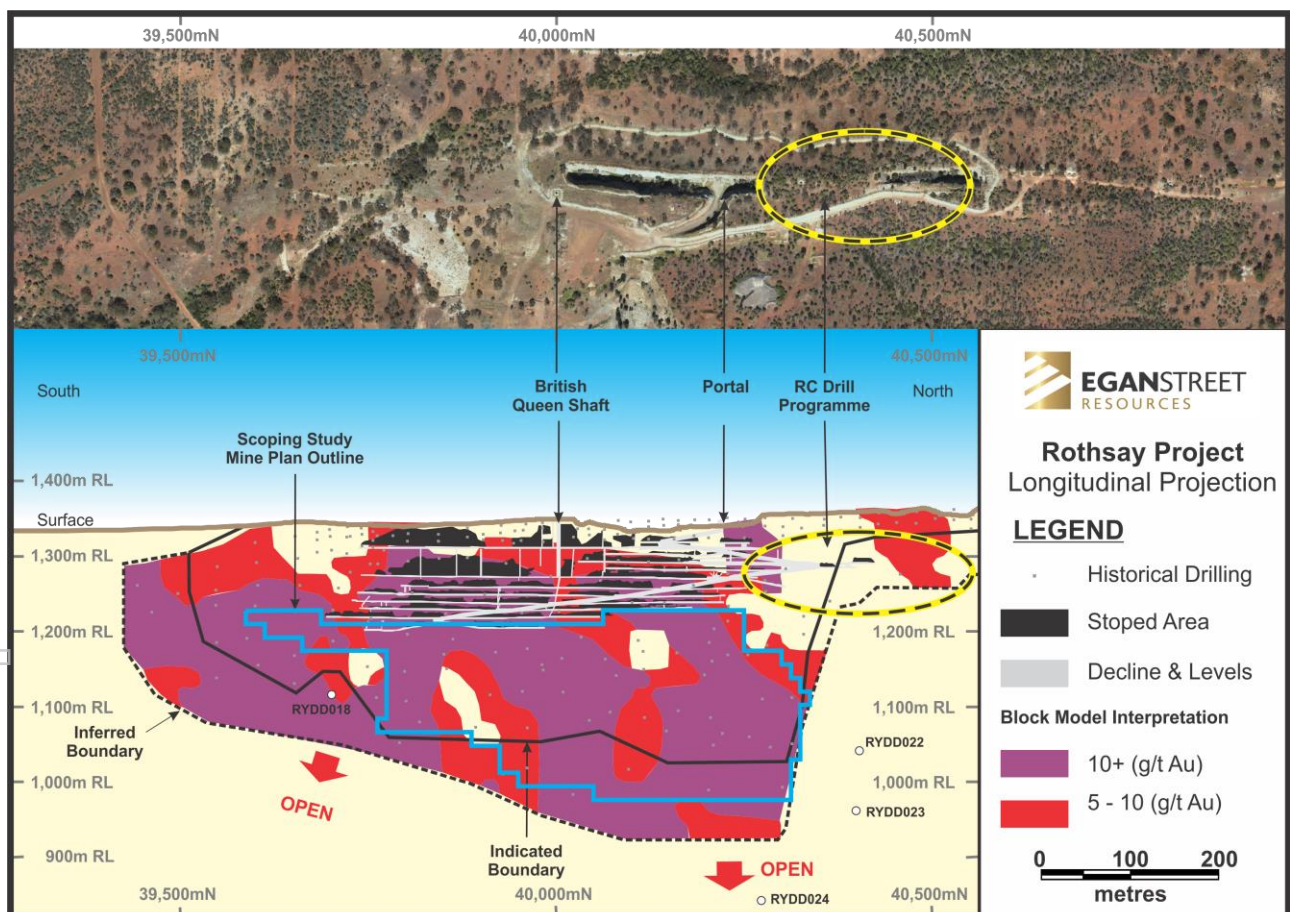 39,500mN
40,000mN
40,500mN
39,500mN
40,500mN
South
British
Queen Shaft
Portal
RC Drill
Programme
North
Scoping Study
Mine Plan Outline
1,400m RL
Surface
1,300m RL
1,200m RL
1,200m RL
1,100m RL
1,100m RL
1,000m RL
1,000m RL
900m RL
900m RL
RYDD018
RYDD022
RYDD023
RYDD024
Inferred
Boundary
OPEN
Indicated
Boundary
OPEN
39,500mN
40,000mN
40,500mN
EGANSTREET
RESOURCES
Rothsay Project
Longitudinal Projection
LEGEND
Historical Drilling
Stoped Area
Decline & Levels
Block Model Interpretation
10+ (g/t Au)
5 - 10 (g/t Au)
0 100 200
metres